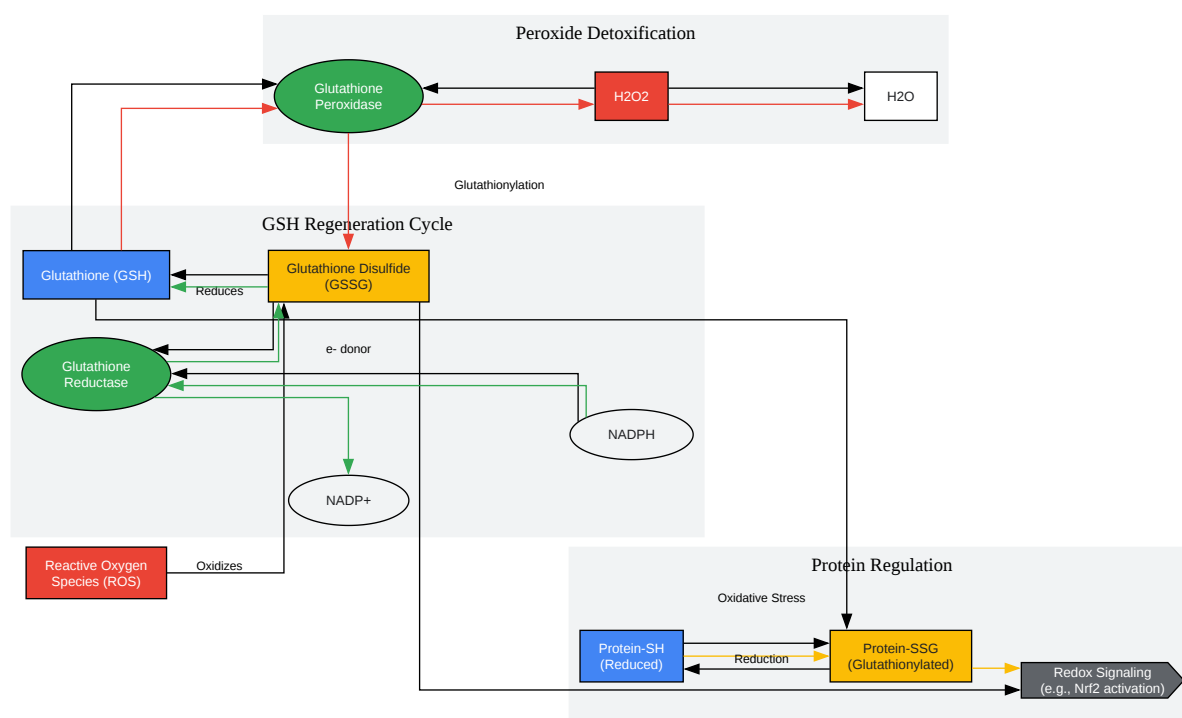 Peroxide Detoxification
Glutathione
Peroxidase
H2O2
H2O
Glutathionylation
GSH Regeneration Cycle
Glutathione (GSH)
Glutathione Disulfide
(GSSG)
Reduces
e- donor
Glutathione
Reductase
NADPH
NADP+
Reactive Oxygen
Species (ROS)
Oxidizes
Protein Regulation
Oxidative Stress
Protein-SH
(Reduced)
Reduction
Protein-SSG
(Glutathionylated)
Redox Signaling
(e.g., Nrf2 activation)